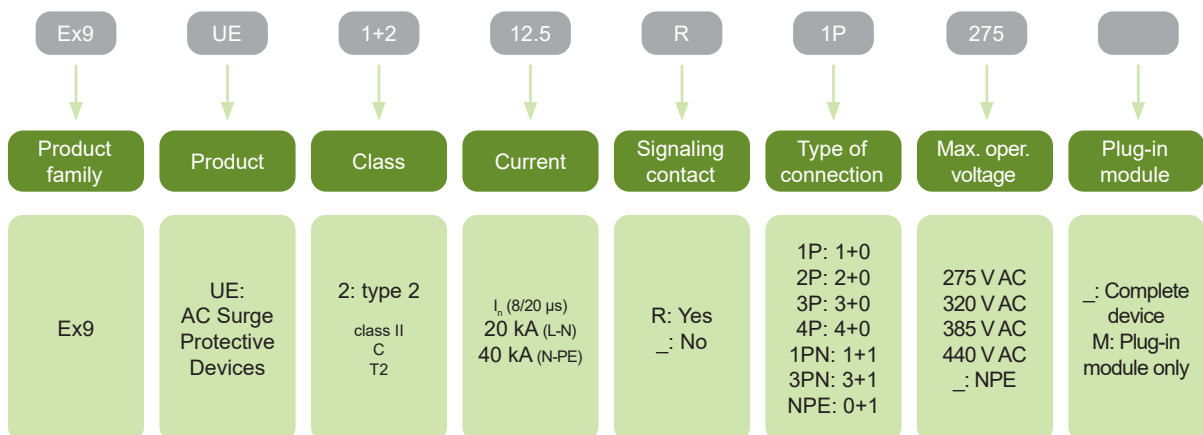 Ex9
UE
1+2
12.5
R
1P
275
Product
family
Product
Class
Current
Signaling
contact
Type of
connection
Max. oper.
voltage
Plug-in
module
Ex9
UE:
AC Surge
Protective
Devices
2: type 2
class II
C
T2
In (8/20 µs)
20 kA (L-N)
40 kA (N-PE)
R: Yes
_: No
1P: 1+0
2P: 2+0
3P: 3+0
4P: 4+0
1PN: 1+1
3PN: 3+1
NPE: 0+1
275 V AC
320 V AC
385 V AC
440 V AC
_: NPE
_: Complete
device
M: Plug-in
module only